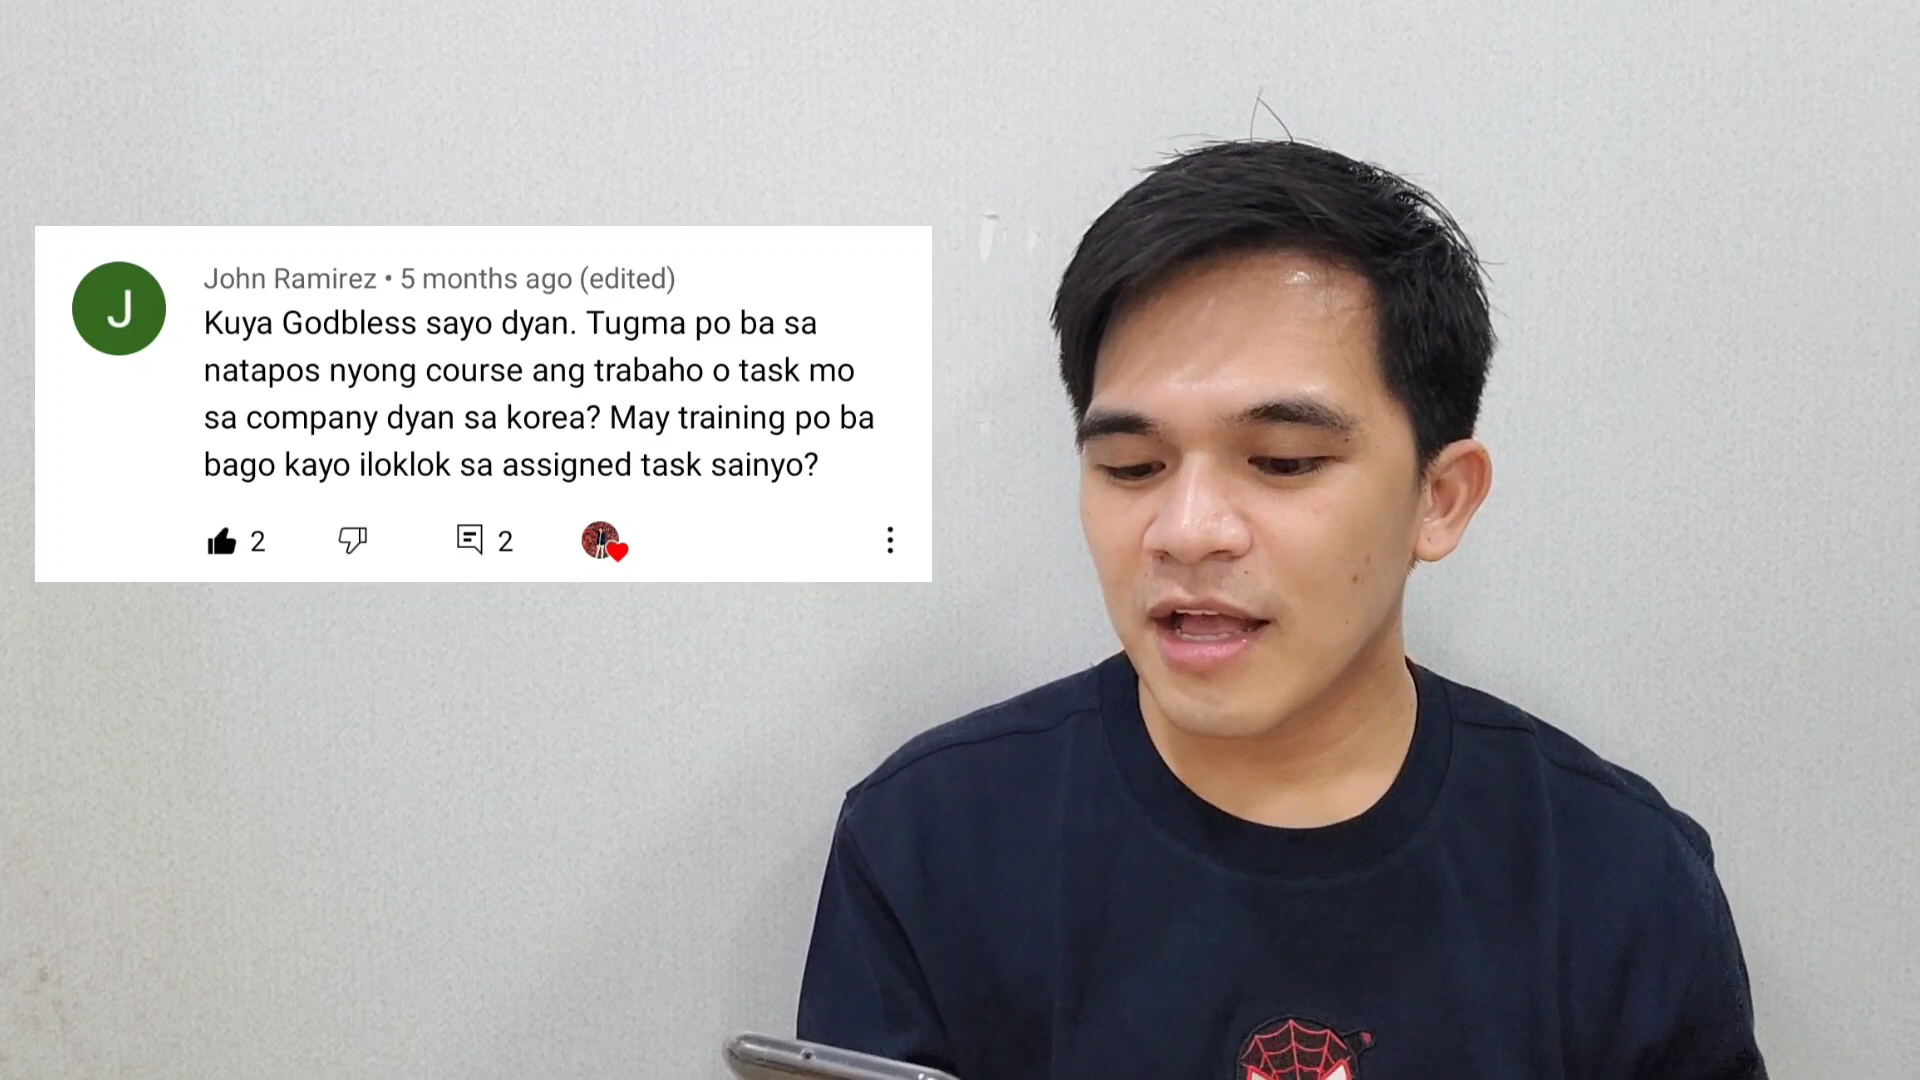 J
John Ramirez • 5 months ago (edited)
Kuya Godbless sayo dyan. Tugma po ba sa
natapos nyong course ang trabaho o task mo
sa company dyan sa korea? May training po ba
bago kayo iloklok sa assigned task sainyo?
2
2